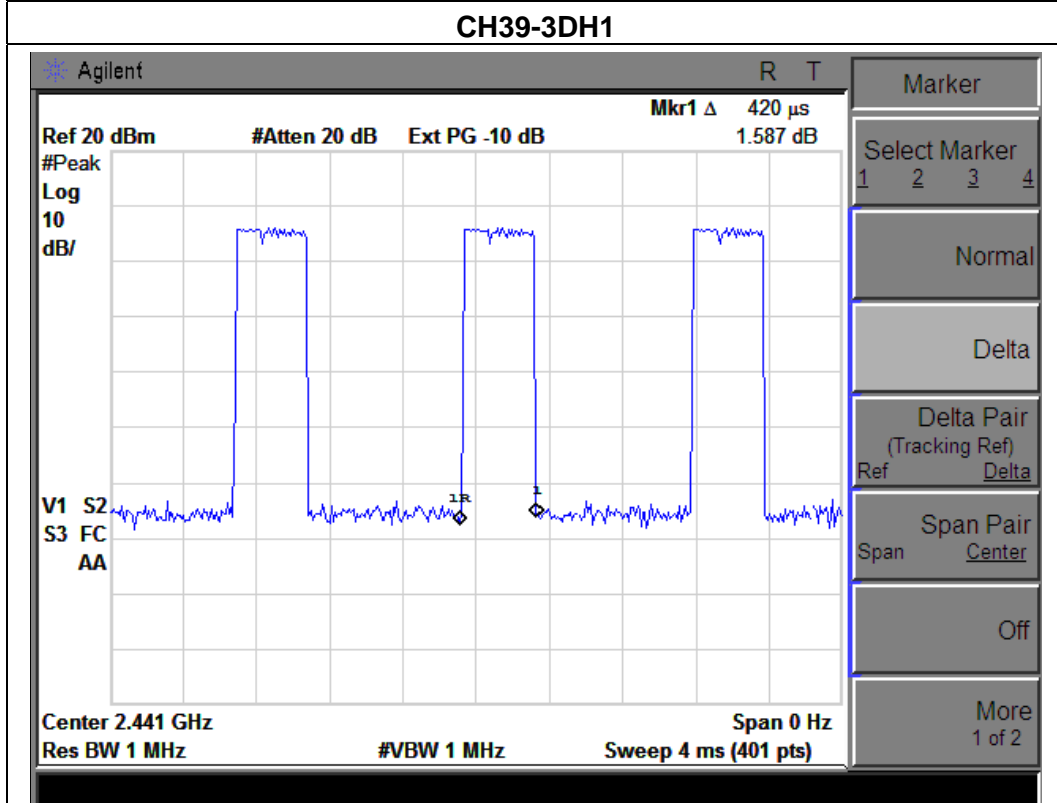 CH39-3DH1
Agilent R T
Mkr1 Δ 420 μs
Ref 20 dBm #Atten 20 dB Ext PG -10 dB 1.587 dB
#Peak
Log
10
dB/
1R 1
V1 S2
S3 FC
AA
Center 2.441 GHz Span 0 Hz
Res BW 1 MHz #VBW 1 MHz Sweep 4 ms (401 pts)
Marker
Select Marker
1 2 3 4
Normal
Delta
Delta Pair
(Tracking Ref)
Ref Delta
Span Pair
Span Center
Off
More
1 of 2